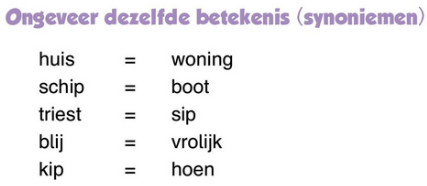 Ongeveer dezelfde betekenis (synoniemen)
huis = woning
schip = boot
triest = sip
blij = vrolijk
kip = hoen